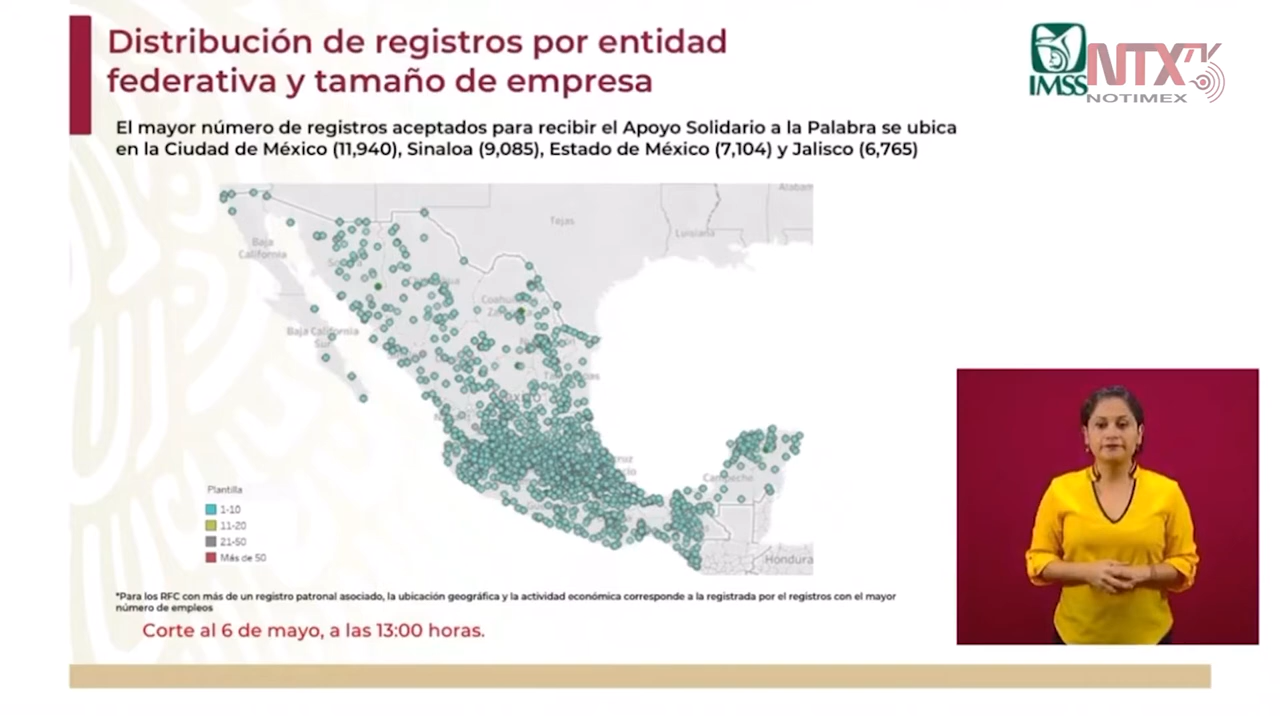 Distribución de registros por entidad
federativa y tamaño de empresa
IMSS
NTX
NOTIMEX
El mayor número de registros aceptados para recibir el Apoyo Solidario a la Palabra se ubica
en la Ciudad de México (11,940), Sinaloa (9,085), Estado de México (7,104) y Jalisco (6,765)
Alabam
Tejas
Luisiana
Baja
California
Baja California
Sur
Campeche
Hondura
Plantilla
1-10
11-20
21-50
Más de 50
*Para los RFC con más de un registro patronal asociado, la ubicación geográfica y la actividad económica corresponde a la registrada por el registros con el mayor
número de empleos
Corte al 6 de mayo, a las 13:00 horas.